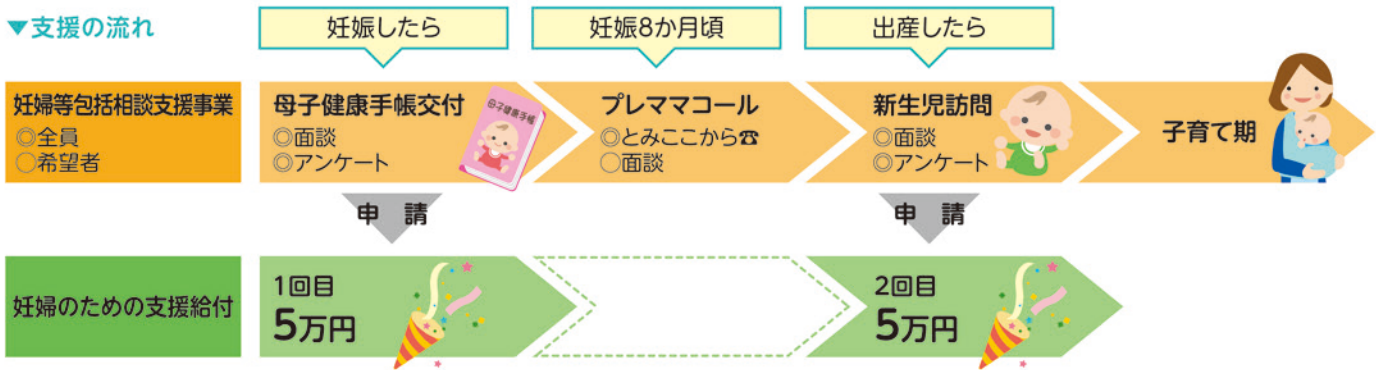 ▼支援の流れ
妊娠したら
妊娠8か月頃
出産したら
妊婦等包括相談支援事業
◎全員
○希望者
母子健康手帳交付
◎面談
◎アンケート
母子健康手帳
プレママコール
◎とみここから☎
○面談
新生児訪問
◎面談
◎アンケート
子育て期
申 請
申 請
妊婦のための支援給付
1回目
5万円
2回目
5万円